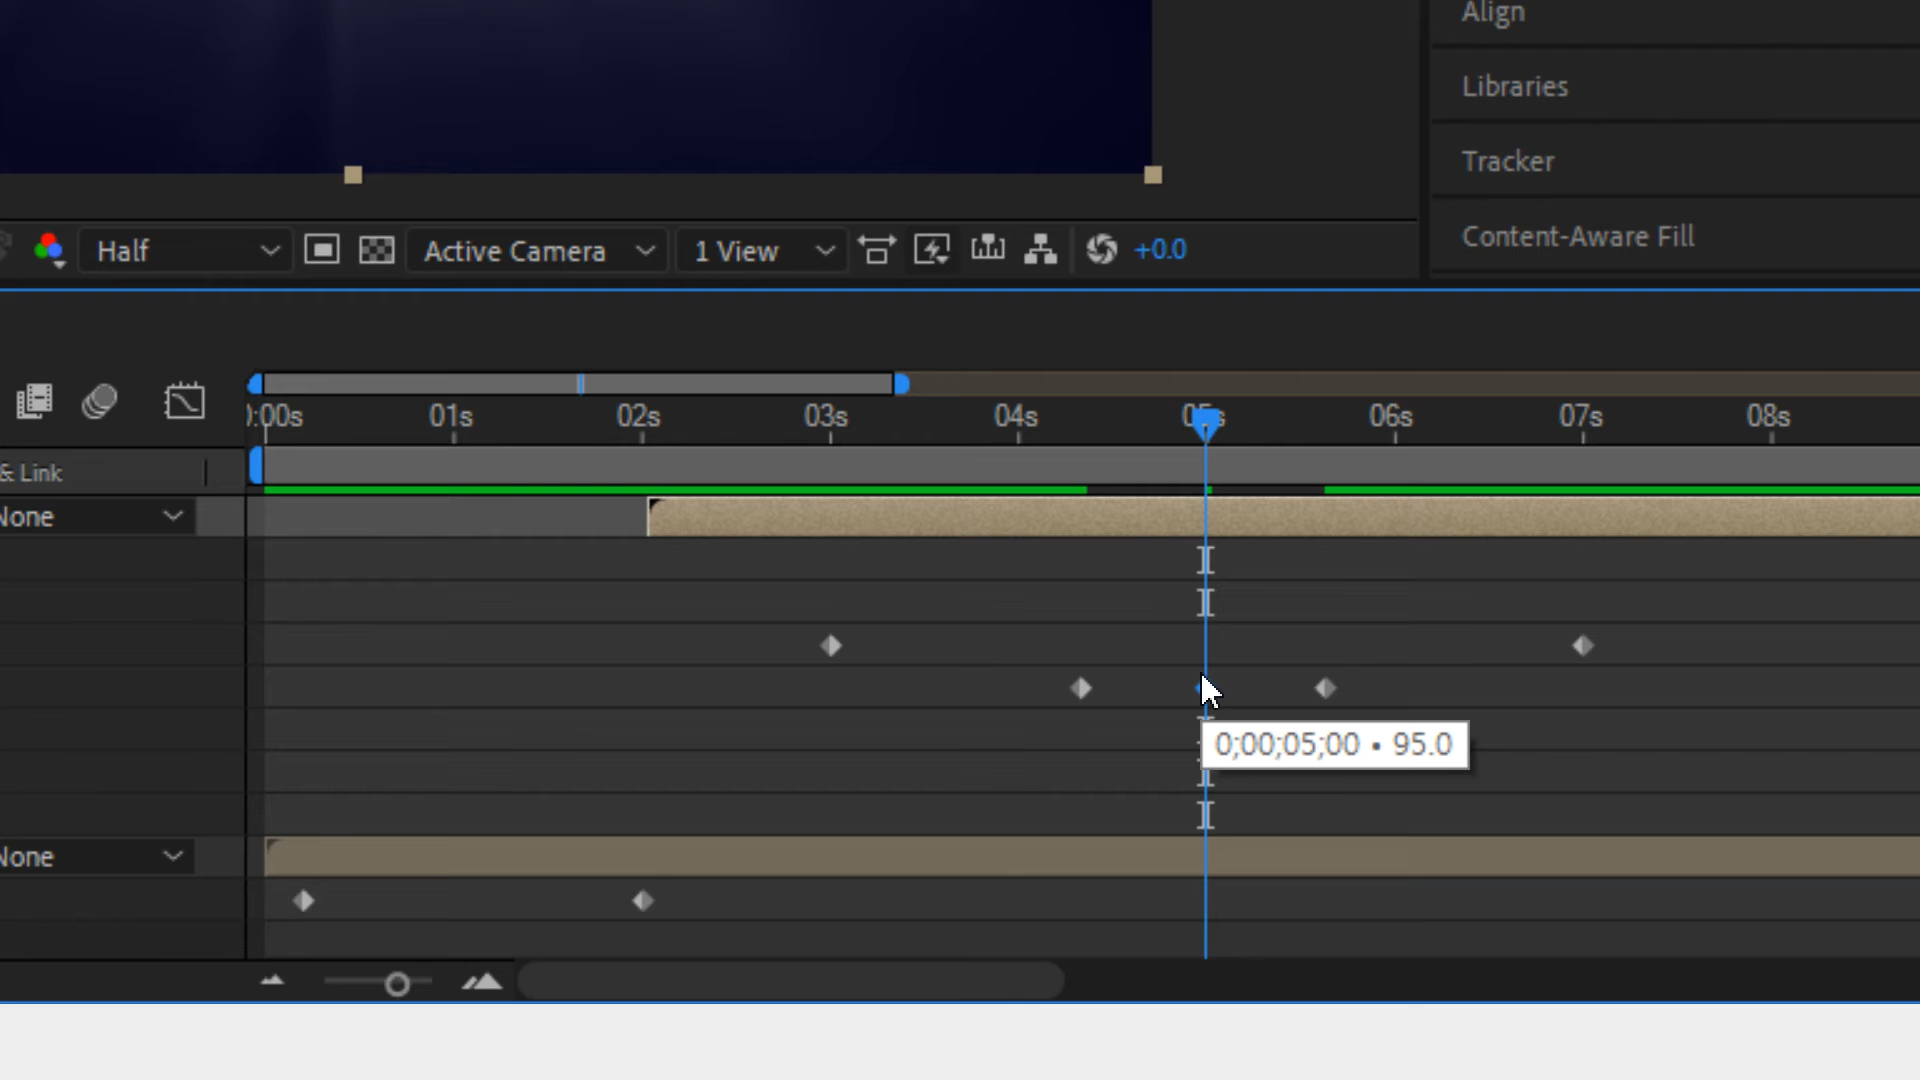 Align
Libraries
Tracker
Content-Aware Fill
Half
Active Camera
1 View
+0.0
):00s 01s 02s 03s 04s 05s 06s 07s 08s
& Link
None
0;00;05;00 • 95.0
None